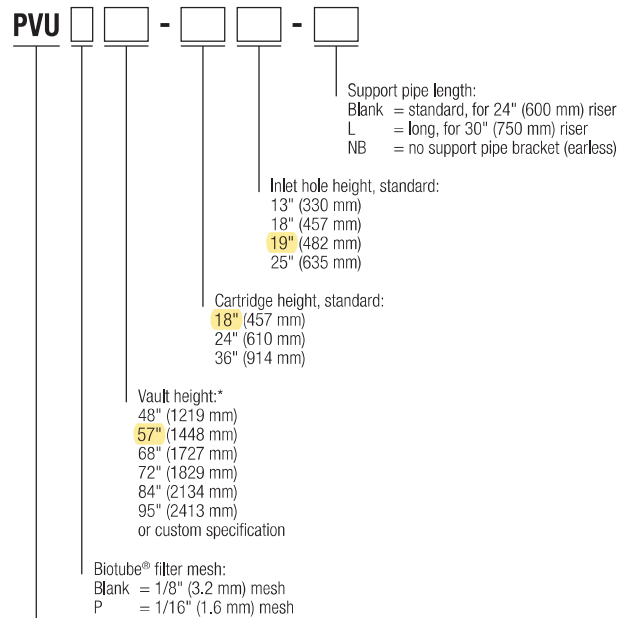 PVU - -
Support pipe length:
Blank = standard, for 24" (600 mm) riser
L = long, for 30" (750 mm) riser
NB = no support pipe bracket (earless)
Inlet hole height, standard:
13" (330 mm)
18" (457 mm)
19" (482 mm)
25" (635 mm)
Cartridge height, standard:
18" (457 mm)
24" (610 mm)
36" (914 mm)
Vault height:*
48" (1219 mm)
57" (1448 mm)
68" (1727 mm)
72" (1829 mm)
84" (2134 mm)
95" (2413 mm)
or custom specification
Biotube® filter mesh:
Blank = 1/8" (3.2 mm) mesh
P = 1/16" (1.6 mm) mesh